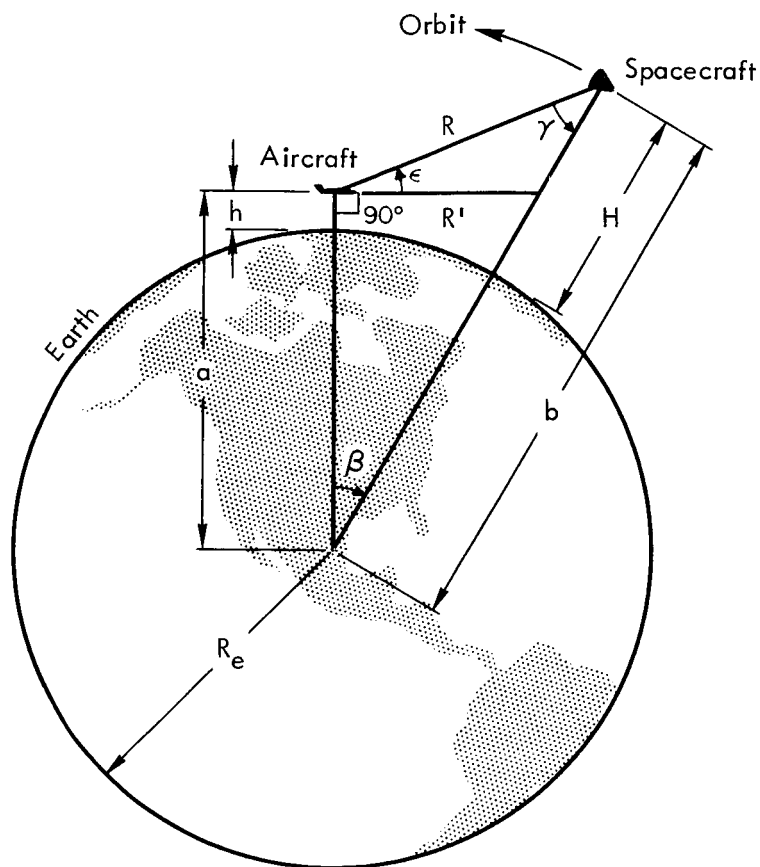 Orbit
Spacecraft
R
γ
Aircraft
ϵ
h
90°
R'
H
Earth
a
b
β
Re